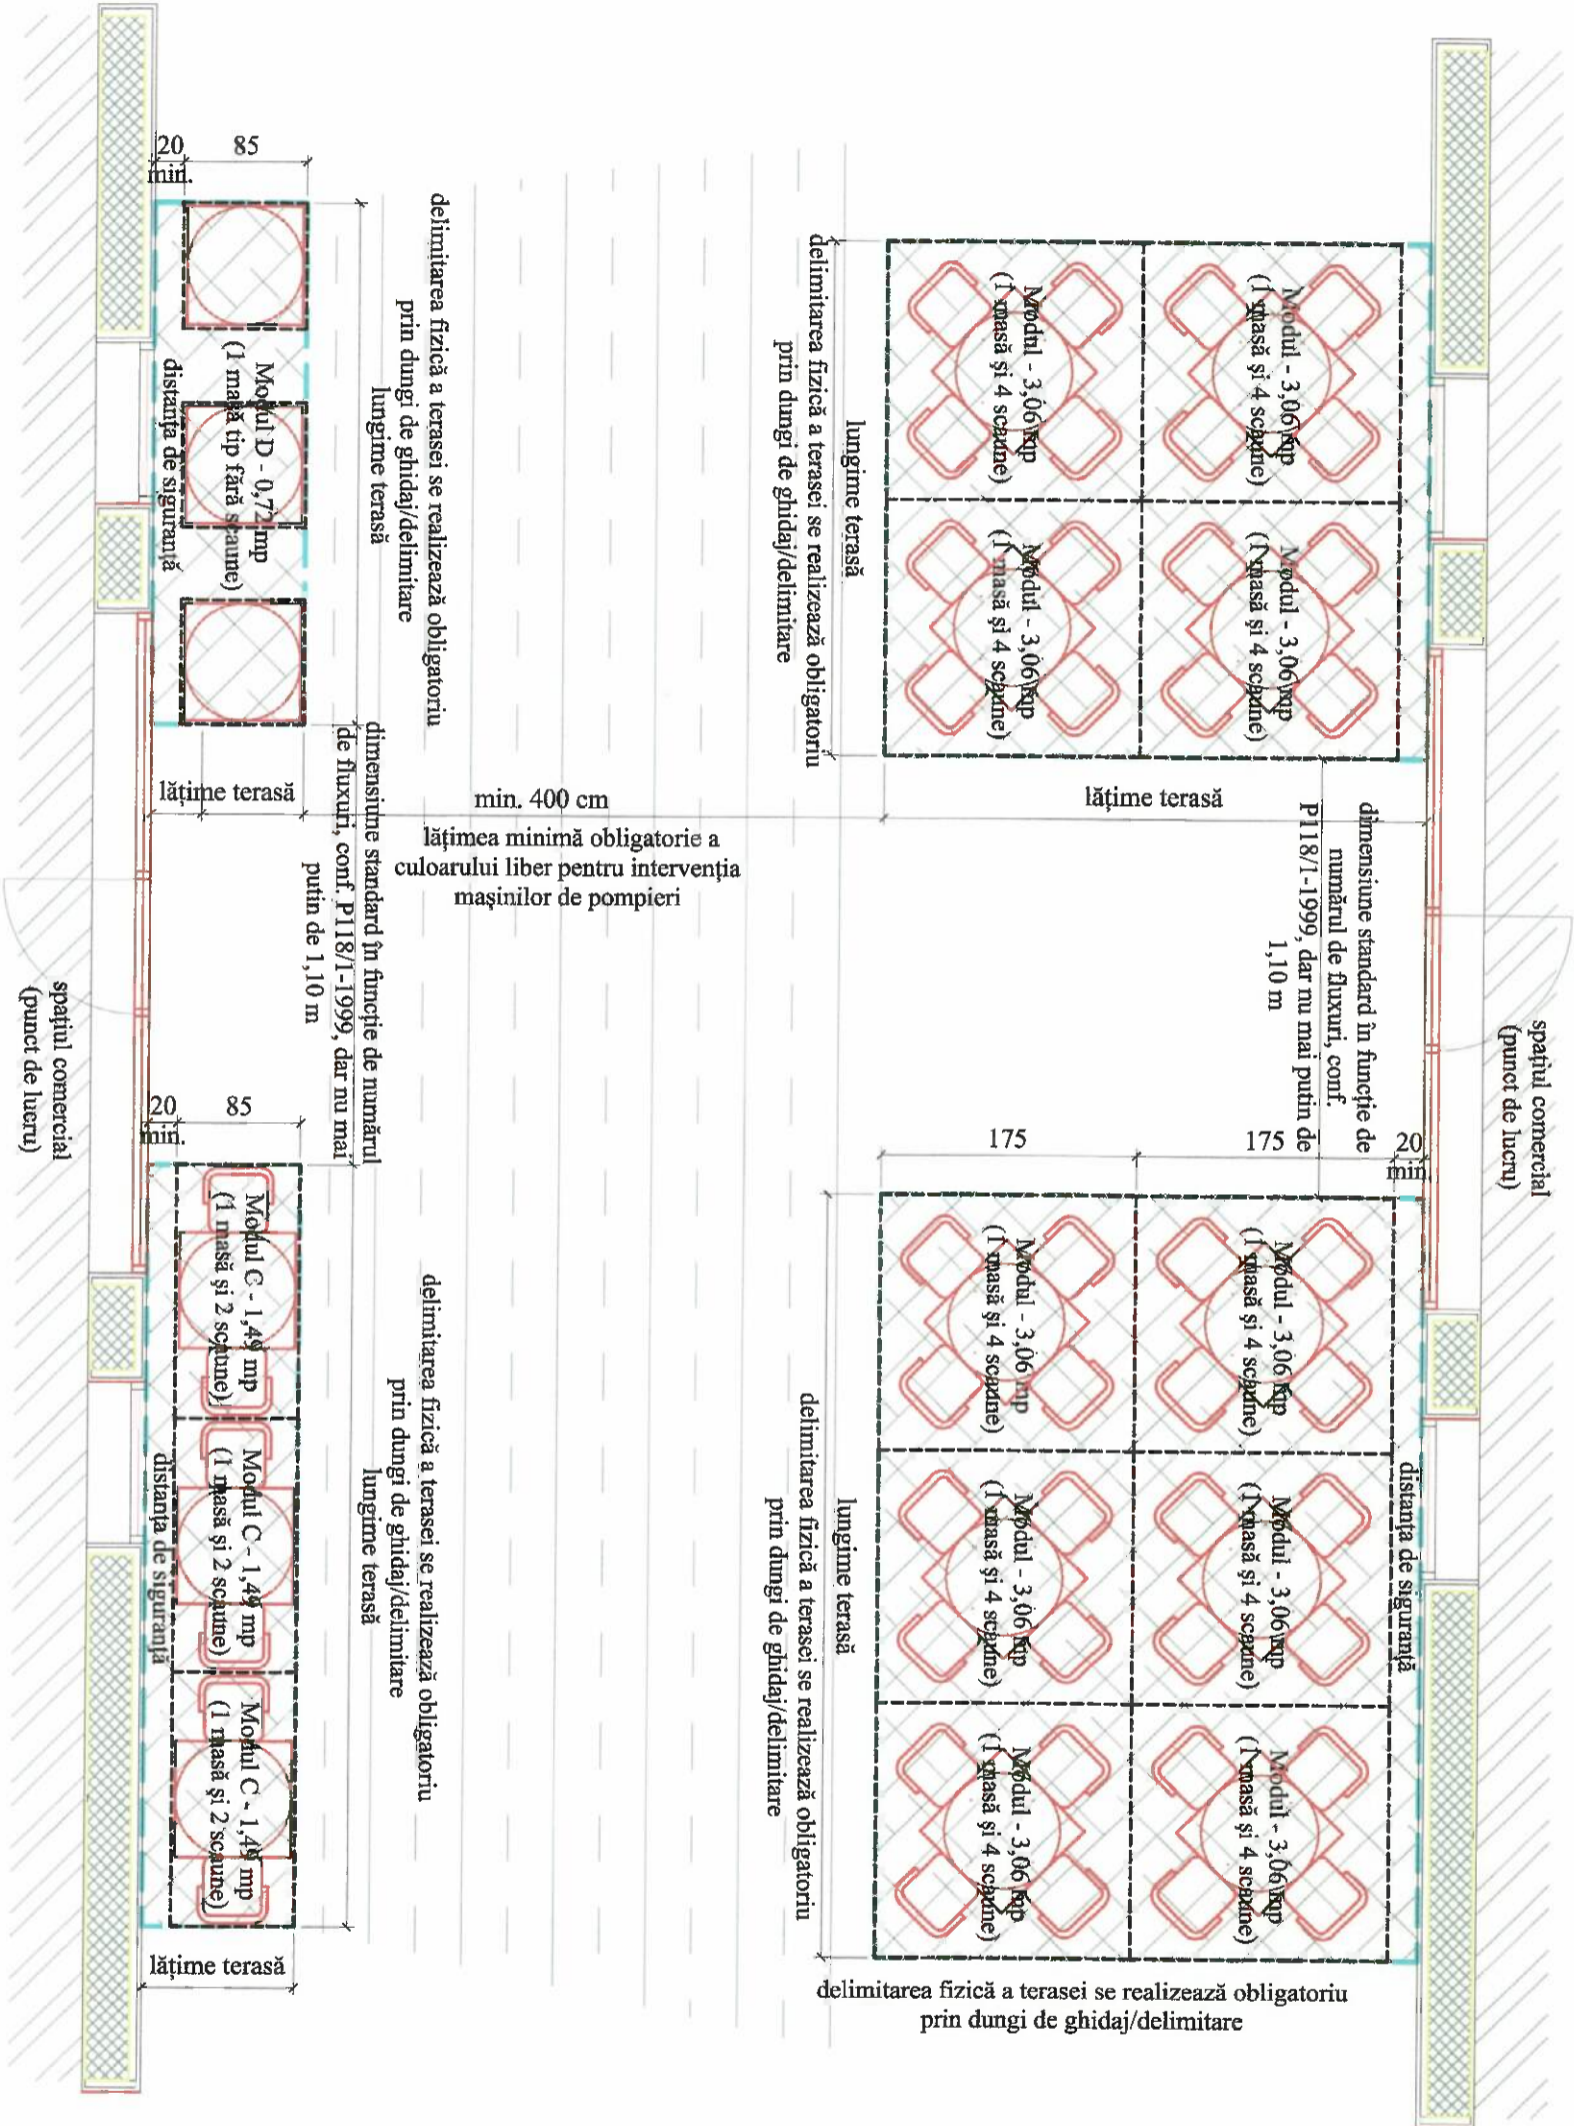 20
85
min.
delimitarea fizică a terasei se realizează obligatoriu
prin dungi de ghidaj/delimitare
lungime terasă
Modul D - 0,72 mp
(1 masă tip fără scaune)
distanța de siguranță
delimitarea fizică a terasei se realizează obligatoriu
prin dungi de ghidaj/delimitare
lungime terasă
Modul - 3,06 mp
(1 masă și 4 scaune)
Modul - 3,06 mp
(1 masă și 4 scaune)
Modul - 3,06 mp
(1 masă și 4 scaune)
Modul - 3,06 mp
(1 masă și 4 scaune)
lățime terasă
min. 400 cm
lățimea minimă obligatorie a
culoarului liber pentru intervenția
mașinilor de pompieri
lățime terasă
dimensiune standard în funcție de numărul
de fluxuri, conf. P118/1-1999, dar nu mai
putin de 1,10 m
dimensiune standard în funcție de
numărul de fluxuri, conf.
P118/1-1999, dar nu mai putin de
1,10 m
spațiul comercial
(punct de lucru)
spațiul comercial
(punct de lucru)
20
85
min.
175
175
20
min.
Modul C - 1,49 mp
(1 masă și 2 scaune)
Modul C - 1,49 mp
(1 masă și 2 scaune)
Modul C - 1,49 mp
(1 masă și 2 scaune)
distanța de siguranță
lungime terasă
delimitarea fizică a terasei se realizează obligatoriu
prin dungi de ghidaj/delimitare
lungime terasă
delimitarea fizică a terasei se realizează obligatoriu
prin dungi de ghidaj/delimitare
Modul - 3,06 mp
(1 masă și 4 scaune)
Modul - 3,06 mp
(1 masă și 4 scaune)
Modul - 3,06 mp
(1 masă și 4 scaune)
Modul - 3,06 mp
(1 masă și 4 scaune)
Modul - 3,06 mp
(1 masă și 4 scaune)
Modul - 3,06 mp
(1 masă și 4 scaune)
distanța de siguranță
lățime terasă
delimitarea fizică a terasei se realizează obligatoriu
prin dungi de ghidaj/delimitare